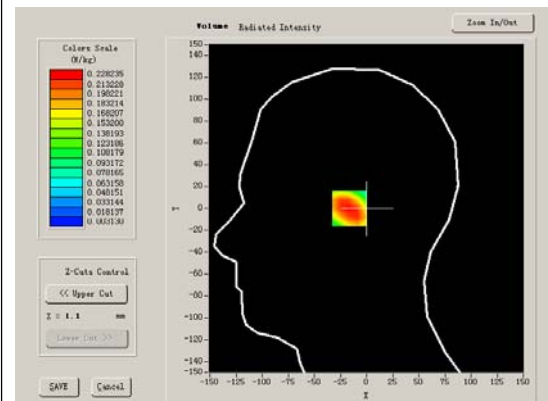 Volume Radiated Intensity
Zoom In/Out
Colors Scale
(W/kg)
0.228235
0.213228
0.198221
0.183214
0.168207
0.153200
0.138193
0.123186
0.108179
0.093172
0.078165
0.063158
0.048151
0.033144
0.018137
0.003130
Z-Cuts Control
<< Upper Cut
Z = 1.1 mm
Lower Cut >>
SAVE
Cancel
150
140
120
100
80
60
40
20
0
-20
-40
-60
-80
-100
-120
-140
-150
Y
-150 -125 -100 -75 -50 -25 0 25 50 75 100 125 150
X